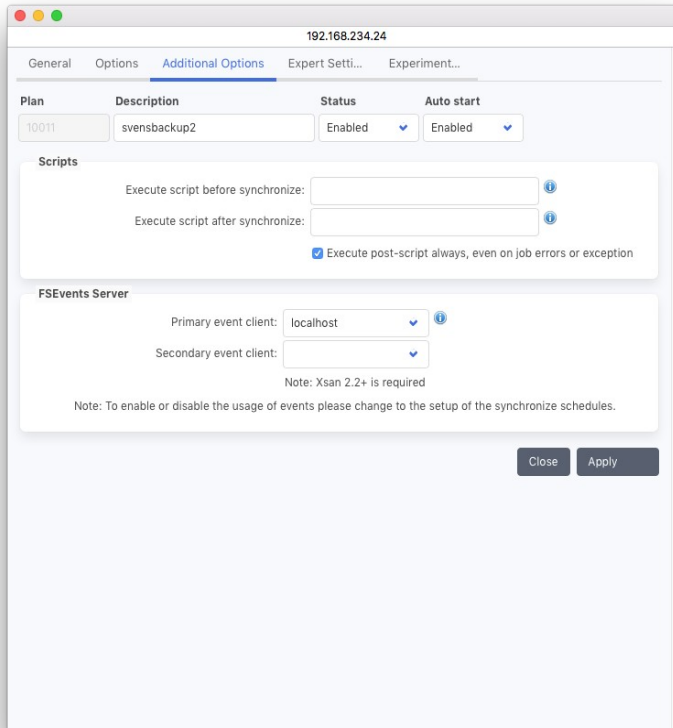 192.168.234.24
General Options Additional Options Expert Setti... Experiment...
Plan Description Status Auto start
10011 svensbackup2 Enabled Enabled
Scripts
Execute script before synchronize:
Execute script after synchronize:
Execute post-script always, even on job errors or exception
FSEvents Server
Primary event client: localhost
Secondary event client:
Note: Xsan 2.2+ is required
Note: To enable or disable the usage of events please change to the setup of the synchronize schedules.
Close Apply